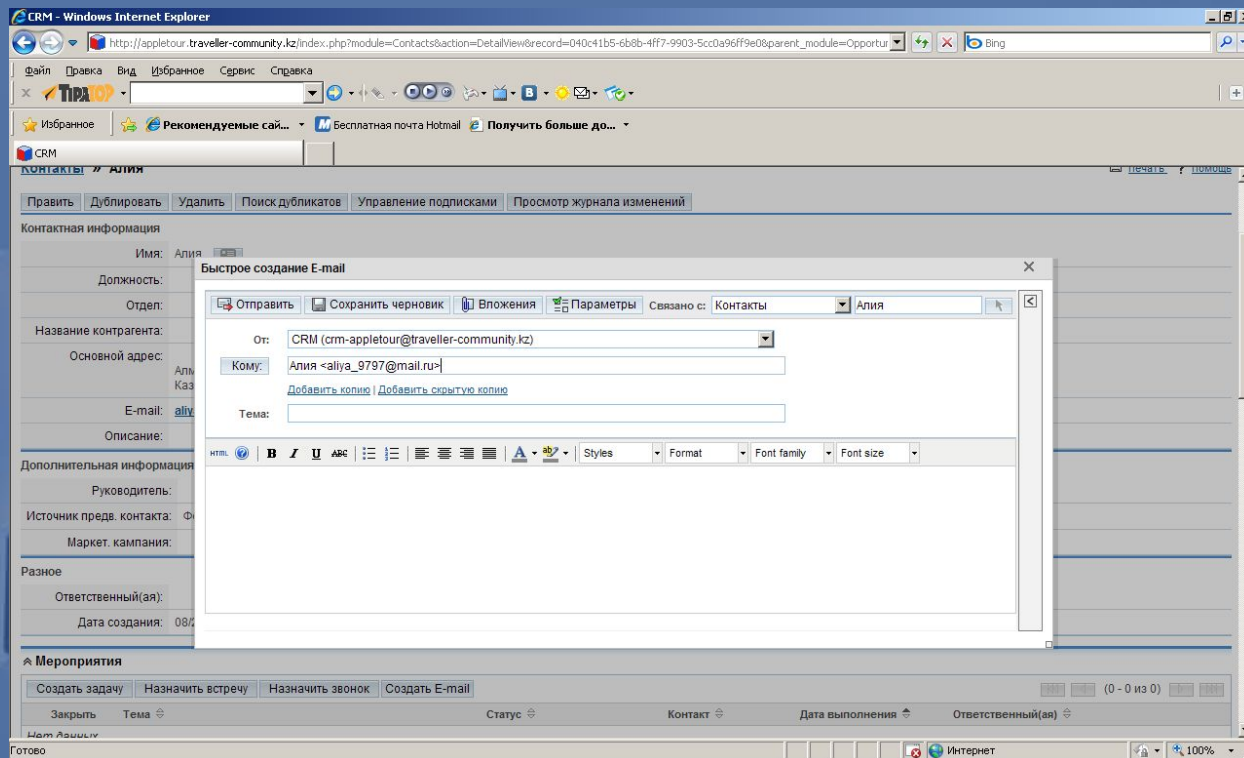 CRM - Windows Internet Explorer
http://appletour.traveller-community.kz/index.php?module=Contacts&action=DetailView&record=040c41b5-6b8b-4ff7-9903-5cc0a96ff9e0&parent_module=Opportur
Bing
Файл Правка Вид Избранное Сервис Справка
Избранное Рекомендуемые сай... Бесплатная почта Hotmail Получить больше до...
CRM
Контакты » Алия Печать ? Помощь
Править Дублировать Удалить Поиск дубликатов Управление подписками Просмотр журнала изменений
Контактная информация
Имя: Алия
Быстрое создание E-mail
Должность:
Отправить Сохранить черновик Вложения Параметры Связано с: Контакты Алия
Отдел:
Название контрагента:
От: CRM (crm-appletour@traveller-community.kz)
Основной адрес:
Кому: Алия <aliya_9797@mail.ru>
Алм
Каз
Добавить копию | Добавить скрытую копию
E-mail: aliy
Тема:
Описание:
HTML B I U ABC A ab Styles Format Font family Font size
Дополнительная информация
Руководитель:
Источник предв. контакта: Ф
Маркет. кампания:
Разное
Ответственный(ая):
Дата создания: 08/2
Мероприятия
Создать задачу Назначить встречу Назначить звонок Создать E-mail (0 - 0 из 0)
Закрыть Тема Статус Контакт Дата выполнения Ответственный(ая)
Нет данных
Готово Интернет 100%